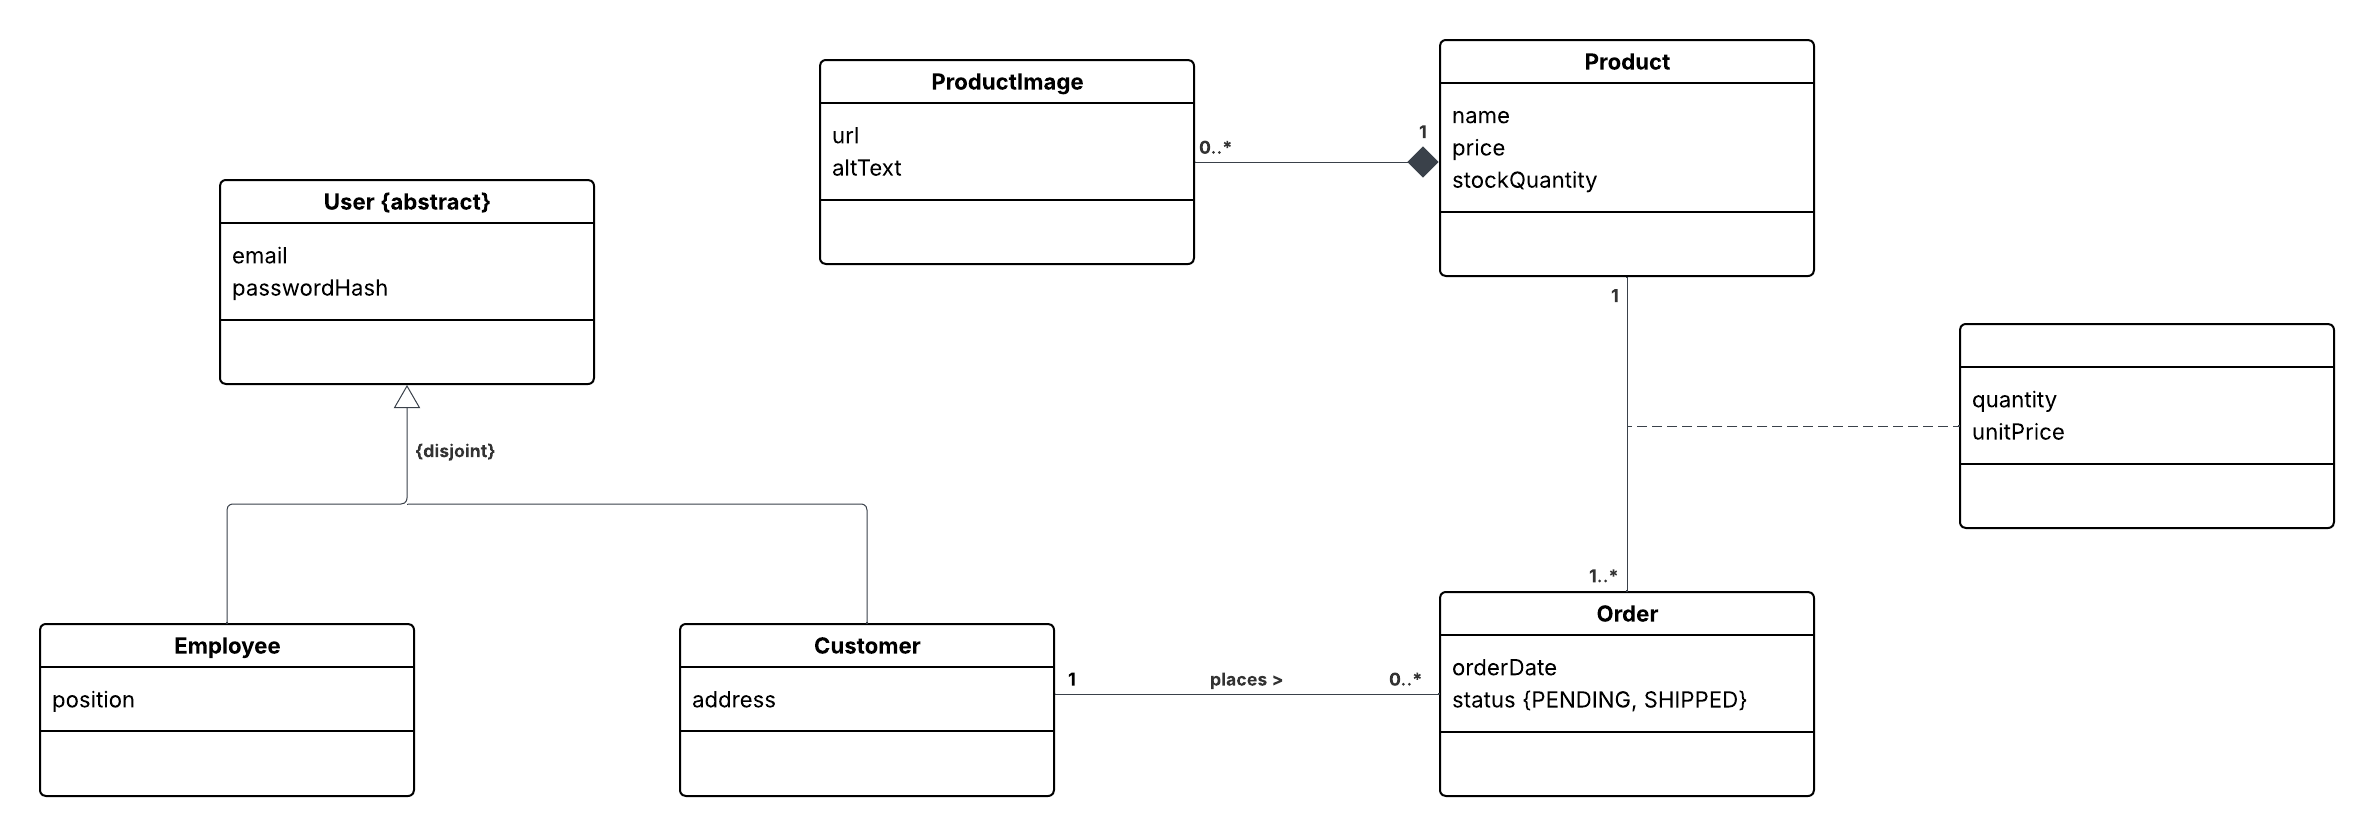 ProductImage
url
altText
0..*
1
Product
name
price
stockQuantity
User {abstract}
email
passwordHash
{disjoint}
1
quantity
unitPrice
1..*
Employee
position
Customer
address
1
places >
0..*
Order
orderDate
status {PENDING, SHIPPED}